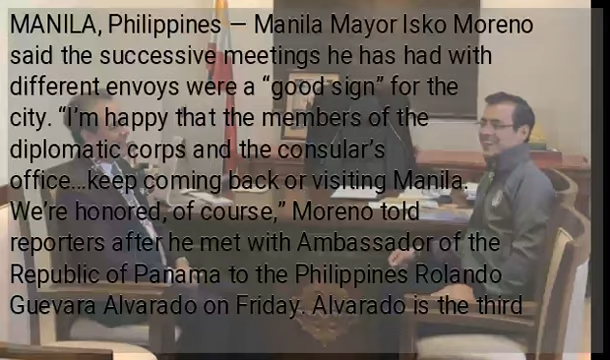 MANILA, Philippines — Manila Mayor Isko Moreno
said the successive meetings he has had with
different envoys were a “good sign” for the
city. “I’m happy that the members of the
diplomatic corps and the consular’s
office...keep coming back or visiting Manila.
We’re honored, of course,” Moreno told
reporters after he met with Ambassador of the
Republic of Panama to the Philippines Rolando
Guevara Alvarado on Friday. Alvarado is the third